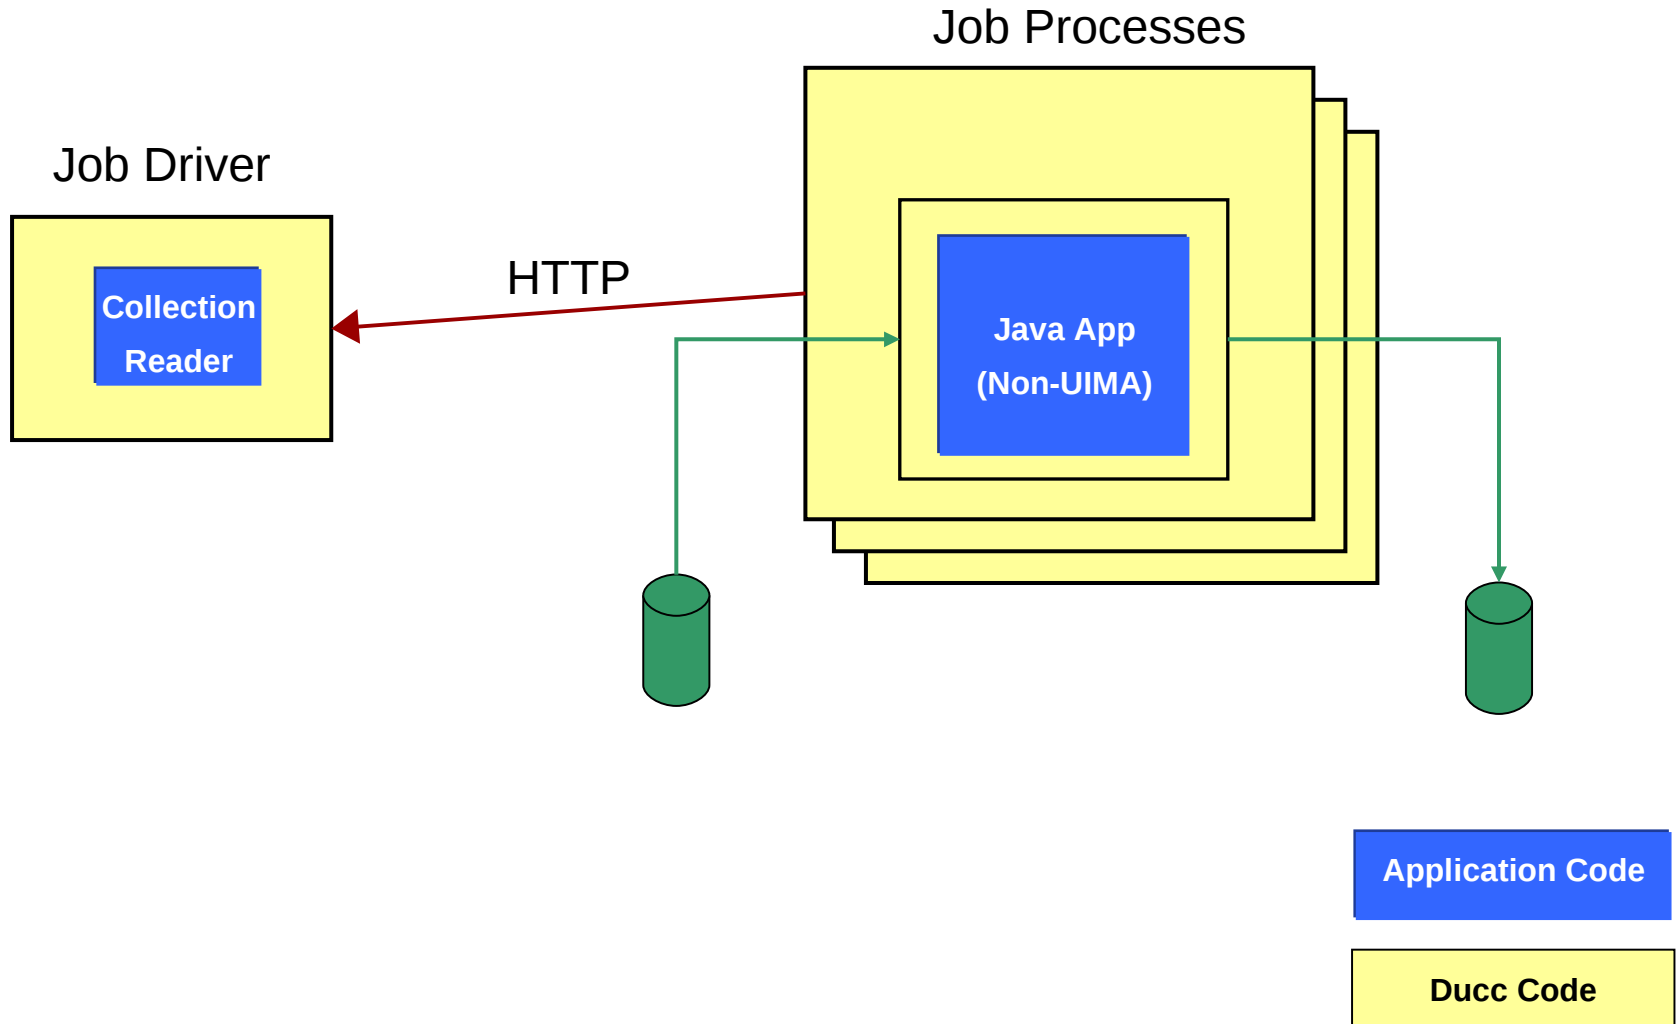 Job Processes
Job Driver
HTTP
Collection
Reader
Java App
(Non-UIMA)
Application Code
Ducc Code